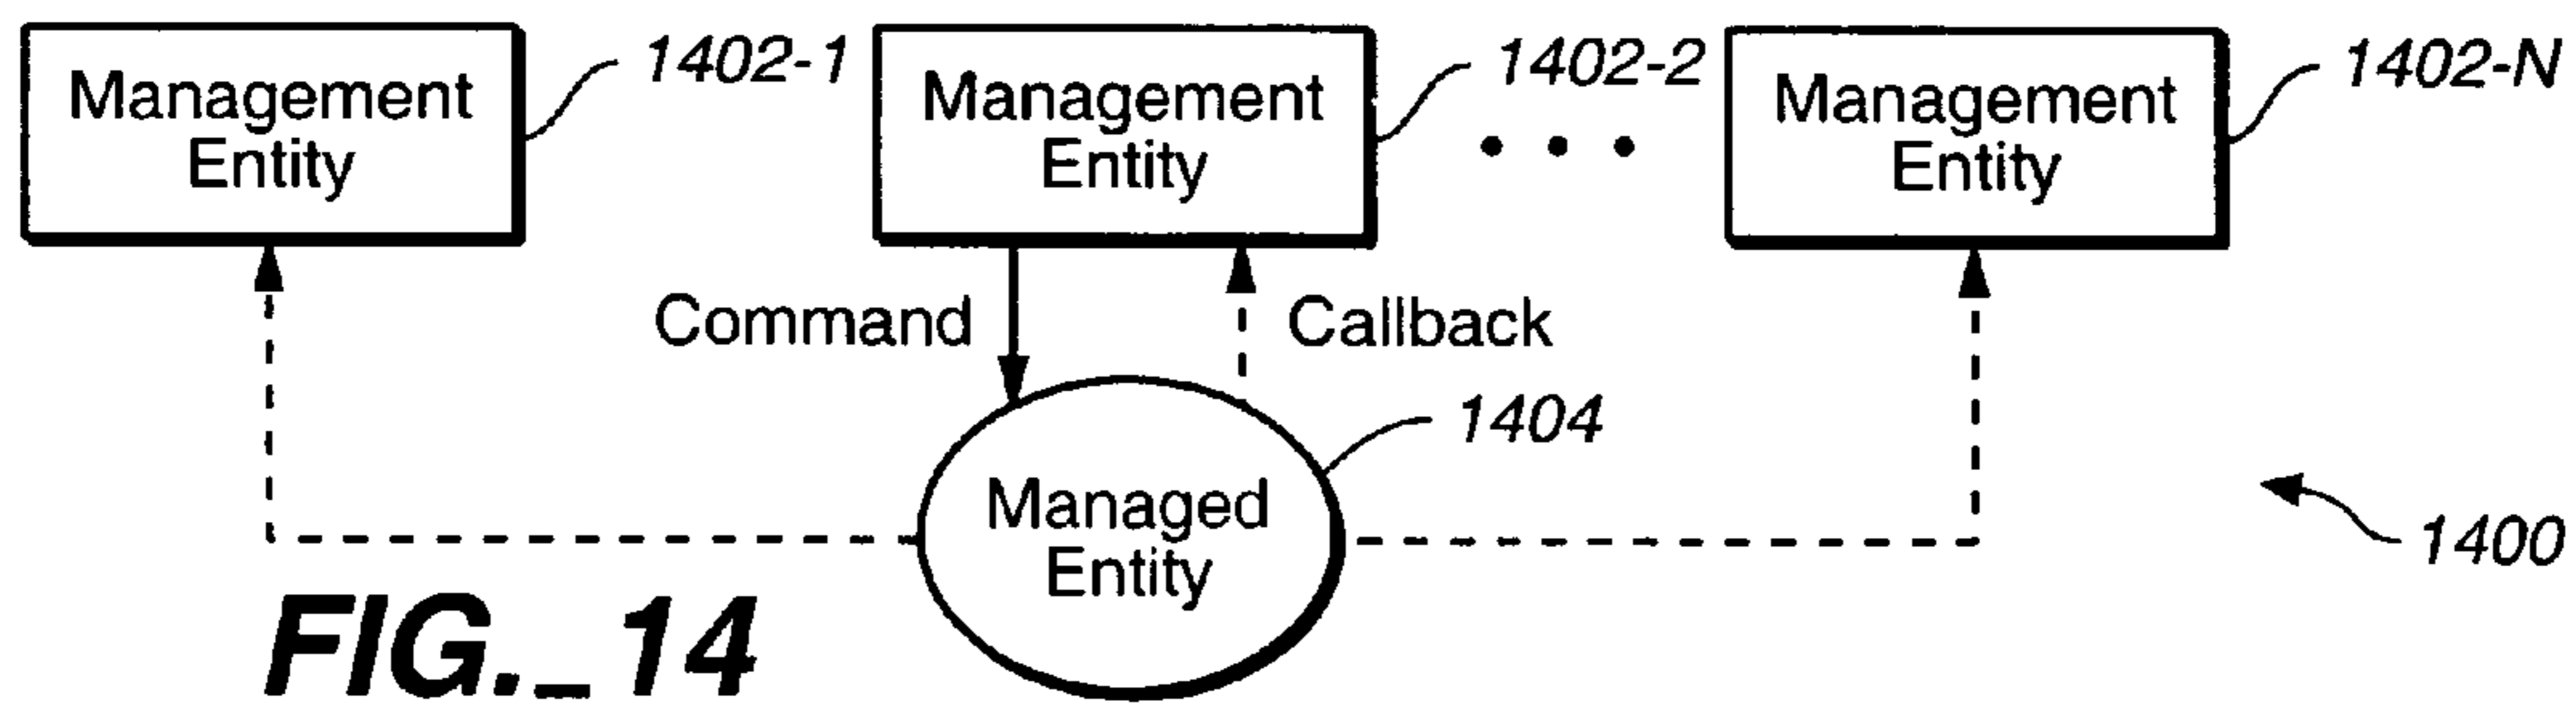 Management Entity
1402-1
Management Entity
1402-2
• • •
Management Entity
1402-N
Command
Callback
1404
Managed Entity
1400
FIG._14